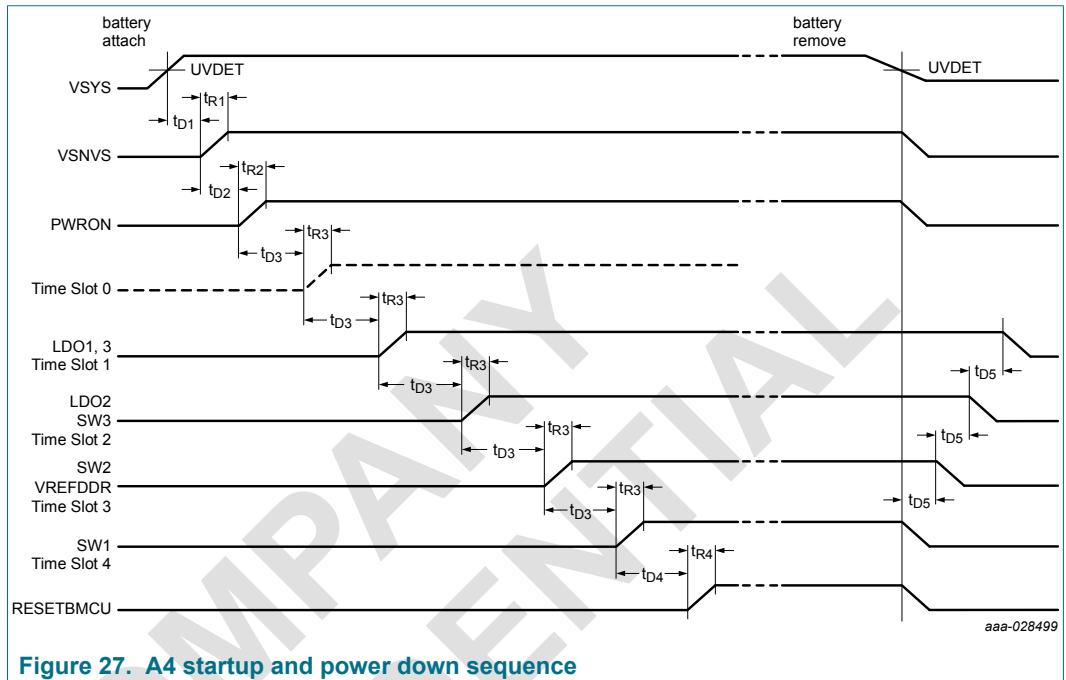 battery
attach
battery
remove
UVDET
UVDET
VSYS
tR1
tD1
VSNVS
tR2
tD2
PWRON
tR3
tD3
Time Slot 0
tR3
tD3
LDO1, 3
Time Slot 1
tR3
tD3
tD5
LDO2
SW3
Time Slot 2
tR3
tD3
tD5
SW2
VREFDDR
Time Slot 3
tR3
tD3
tD5
SW1
Time Slot 4
tR4
tD4
RESETBMCU
aaa-028499
COMPANY
CONFIDENTIAL
Figure 27. A4 startup and power down sequence